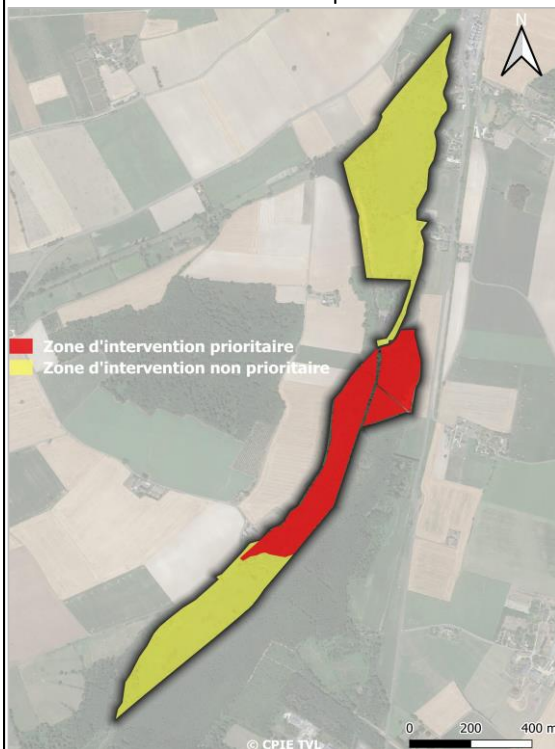 N
Zone d'intervention prioritaire
Zone d'intervention non prioritaire
0 200 400 m
© CPIE TVL